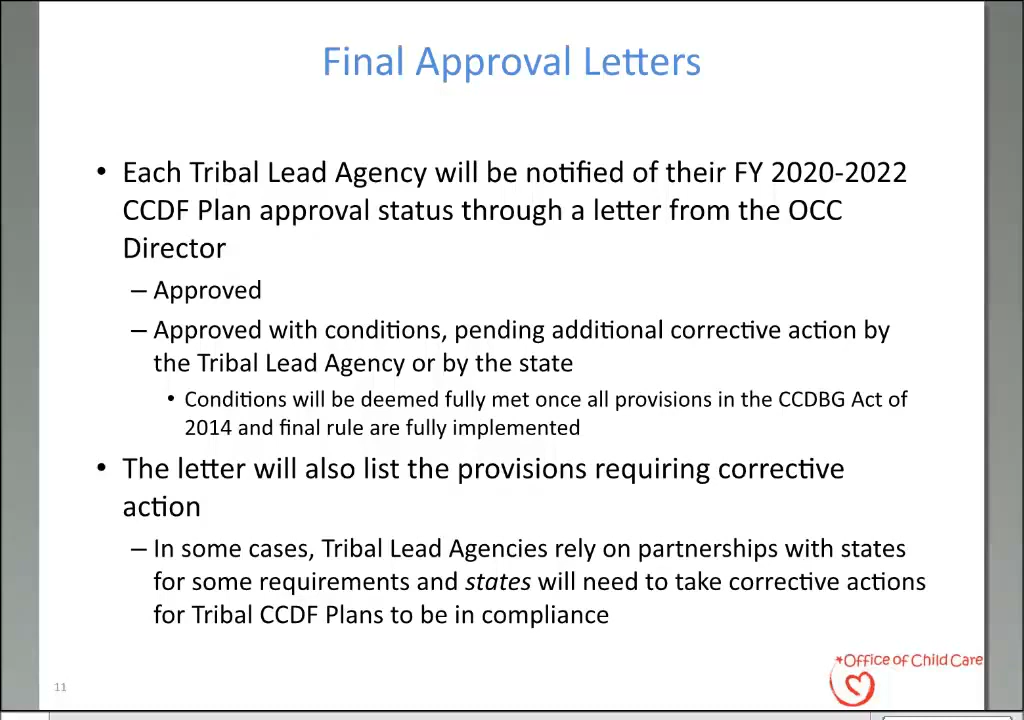 Final Approval Letters
• Each Tribal Lead Agency will be notified of their FY 2020-2022
CCDF Plan approval status through a letter from the OCC
Director
– Approved
– Approved with conditions, pending additional corrective action by
the Tribal Lead Agency or by the state
• Conditions will be deemed fully met once all provisions in the CCDBG Act of
2014 and final rule are fully implemented
• The letter will also list the provisions requiring corrective
action
– In some cases, Tribal Lead Agencies rely on partnerships with states
for some requirements and states will need to take corrective actions
for Tribal CCDF Plans to be in compliance
*Office of Child Care
11